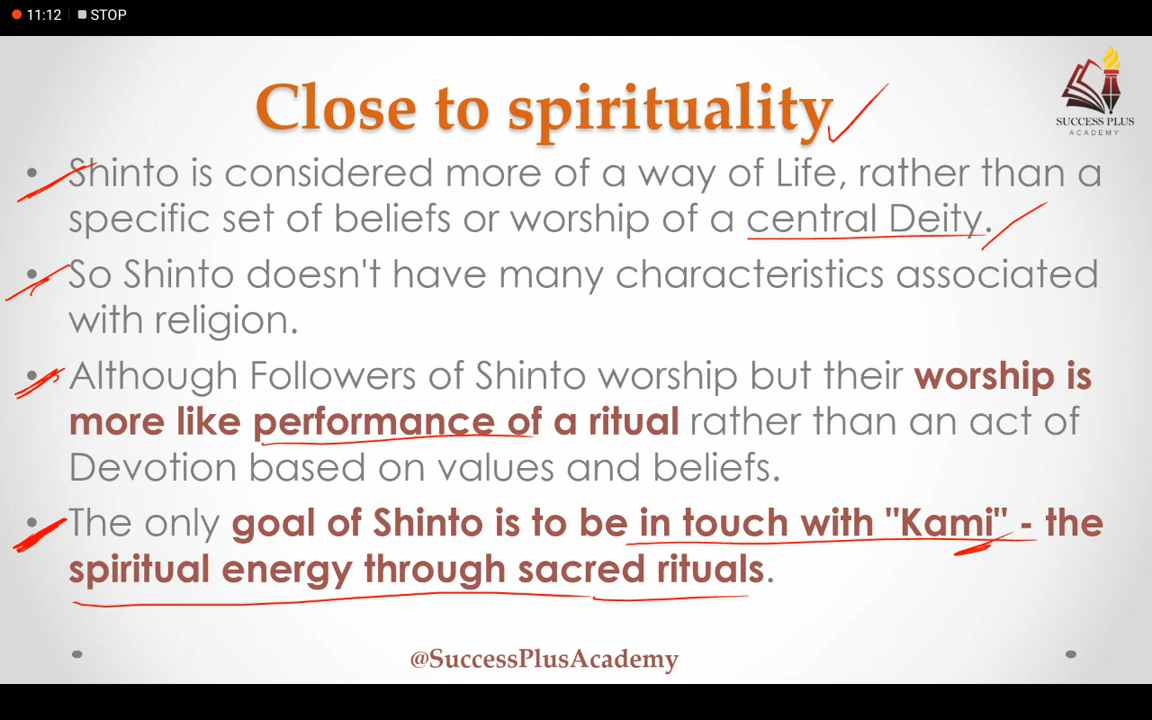 11:12 STOP
Close to spirituality
SUCCESS PLUS
ACADEMY
• Shinto is considered more of a way of Life, rather than a
specific set of beliefs or worship of a central Deity.
• So Shinto doesn't have many characteristics associated
with religion.
• Although Followers of Shinto worship but their worship is
more like performance of a ritual rather than an act of
Devotion based on values and beliefs.
• The only goal of Shinto is to be in touch with "Kami" - the
spiritual energy through sacred rituals.
@SuccessPlusAcademy